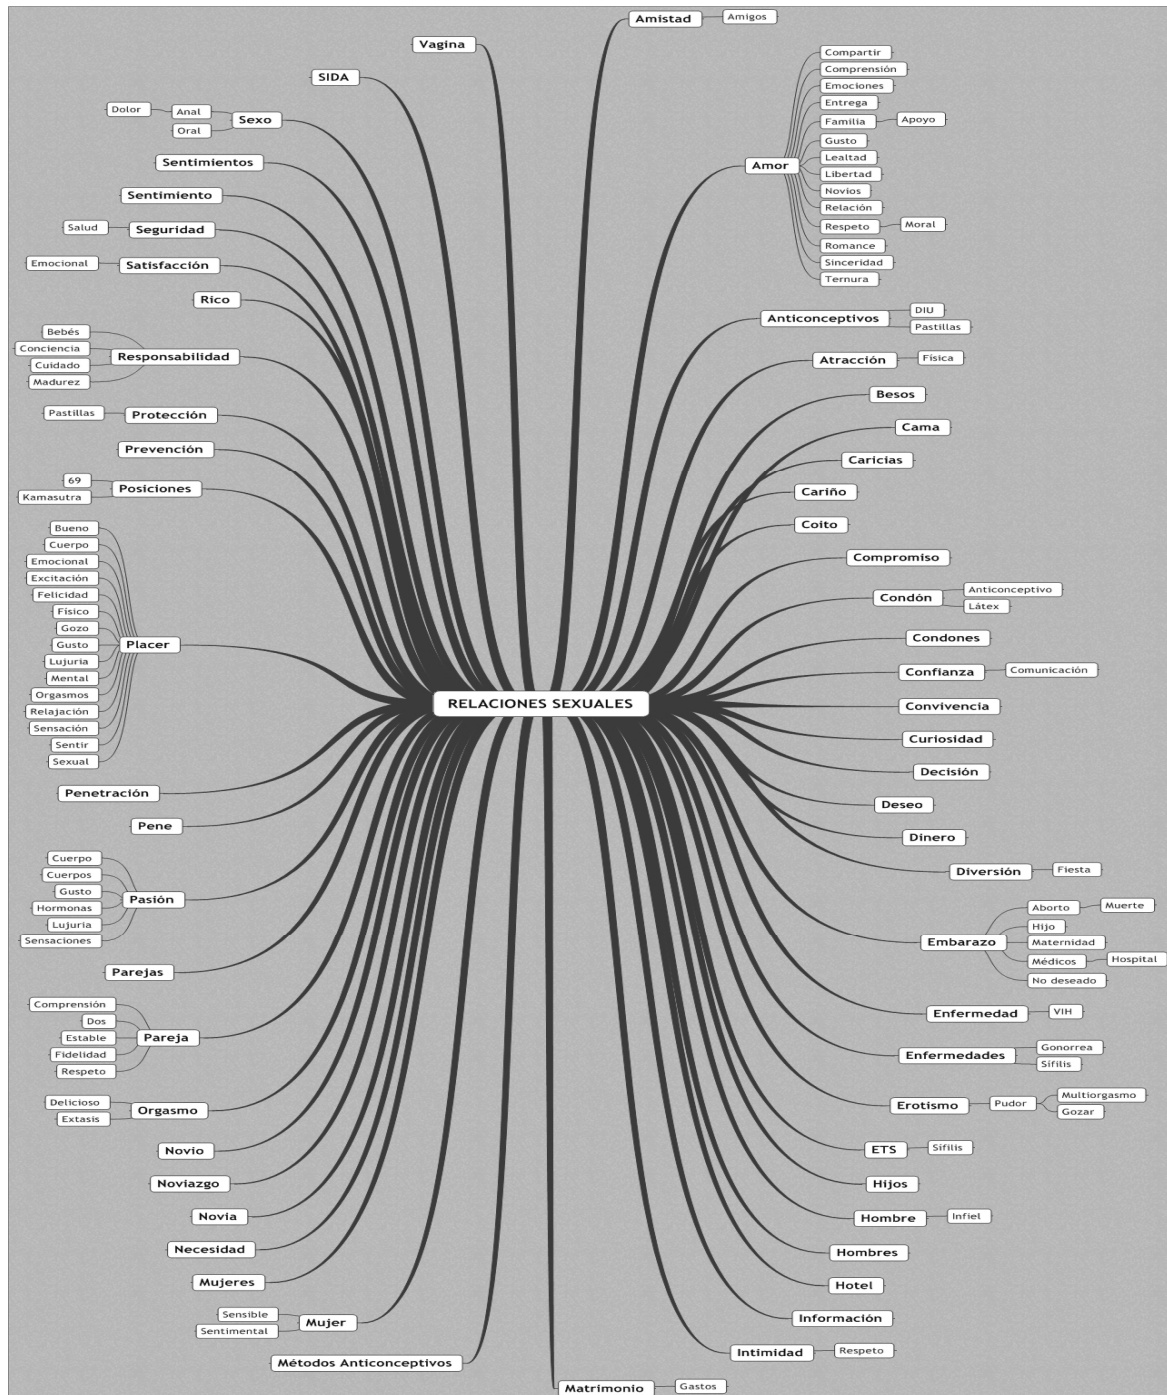 RELACIONES SEXUALES
Amistad
Amigos
Amor
Compartir
Comprensión
Emociones
Entrega
Familia
Apoyo
Gusto
Lealtad
Libertad
Novios
Relación
Respeto
Moral
Romance
Sinceridad
Ternura
Anticonceptivos
DIU
Pastillas
Atracción
Física
Besos
Cama
Caricias
Cariño
Coito
Compromiso
Condón
Anticonceptivo
Látex
Condones
Confianza
Comunicación
Convivencia
Curiosidad
Decisión
Deseo
Dinero
Diversión
Fiesta
Embarazo
Aborto
Muerte
Hijo
Maternidad
Médicos
Hospital
No deseado
Enfermedad
VIH
Enfermedades
Gonorrea
Sífilis
Erotismo
Pudor
Multiorgasmo
Gozar
ETS
Sífilis
Hijos
Hombre
Infiel
Hombres
Hotel
Información
Intimidad
Respeto
Matrimonio
Gastos
Vagina
SIDA
Sexo
Anal
Dolor
Oral
Sentimientos
Sentimiento
Seguridad
Salud
Satisfacción
Emocional
Rico
Responsabilidad
Bebés
Conciencia
Cuidado
Madurez
Protección
Pastillas
Prevención
Posiciones
69
Kamasutra
Placer
Bueno
Cuerpo
Emocional
Excitación
Felicidad
Físico
Gozo
Gusto
Lujuria
Mental
Orgasmos
Relajación
Sensación
Sentir
Sexual
Penetración
Pene
Pasión
Cuerpo
Cuerpos
Gusto
Hormonas
Lujuría
Sensaciones
Parejas
Pareja
Comprensión
Dos
Estable
Fidelidad
Respeto
Orgasmo
Delicioso
Extasis
Novio
Noviazgo
Novia
Necesidad
Mujeres
Mujer
Sensible
Sentimental
Métodos Anticonceptivos